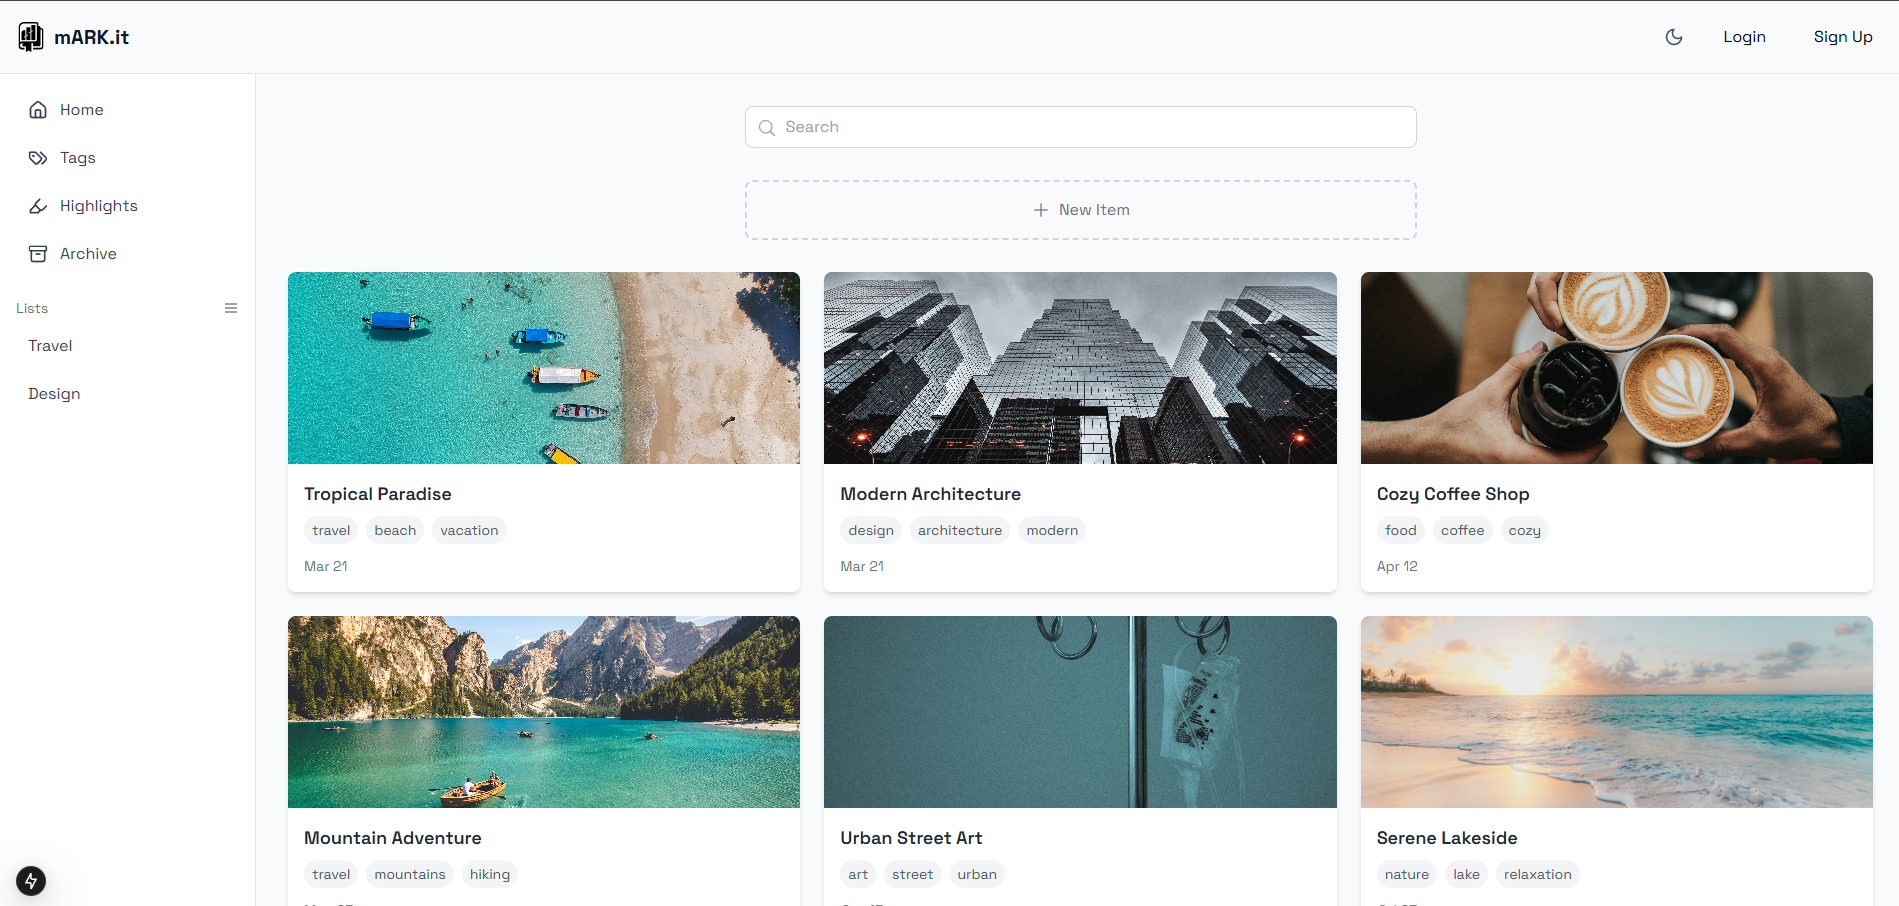 mARK.it
Login
Sign Up
Home
Tags
Highlights
Archive
Lists
Travel
Design
Search
New Item
Tropical Paradise
travel beach vacation
Mar 21
Modern Architecture
design architecture modern
Mar 21
Cozy Coffee Shop
food coffee cozy
Apr 12
Mountain Adventure
travel mountains hiking
Urban Street Art
art street urban
Serene Lakeside
nature lake relaxation